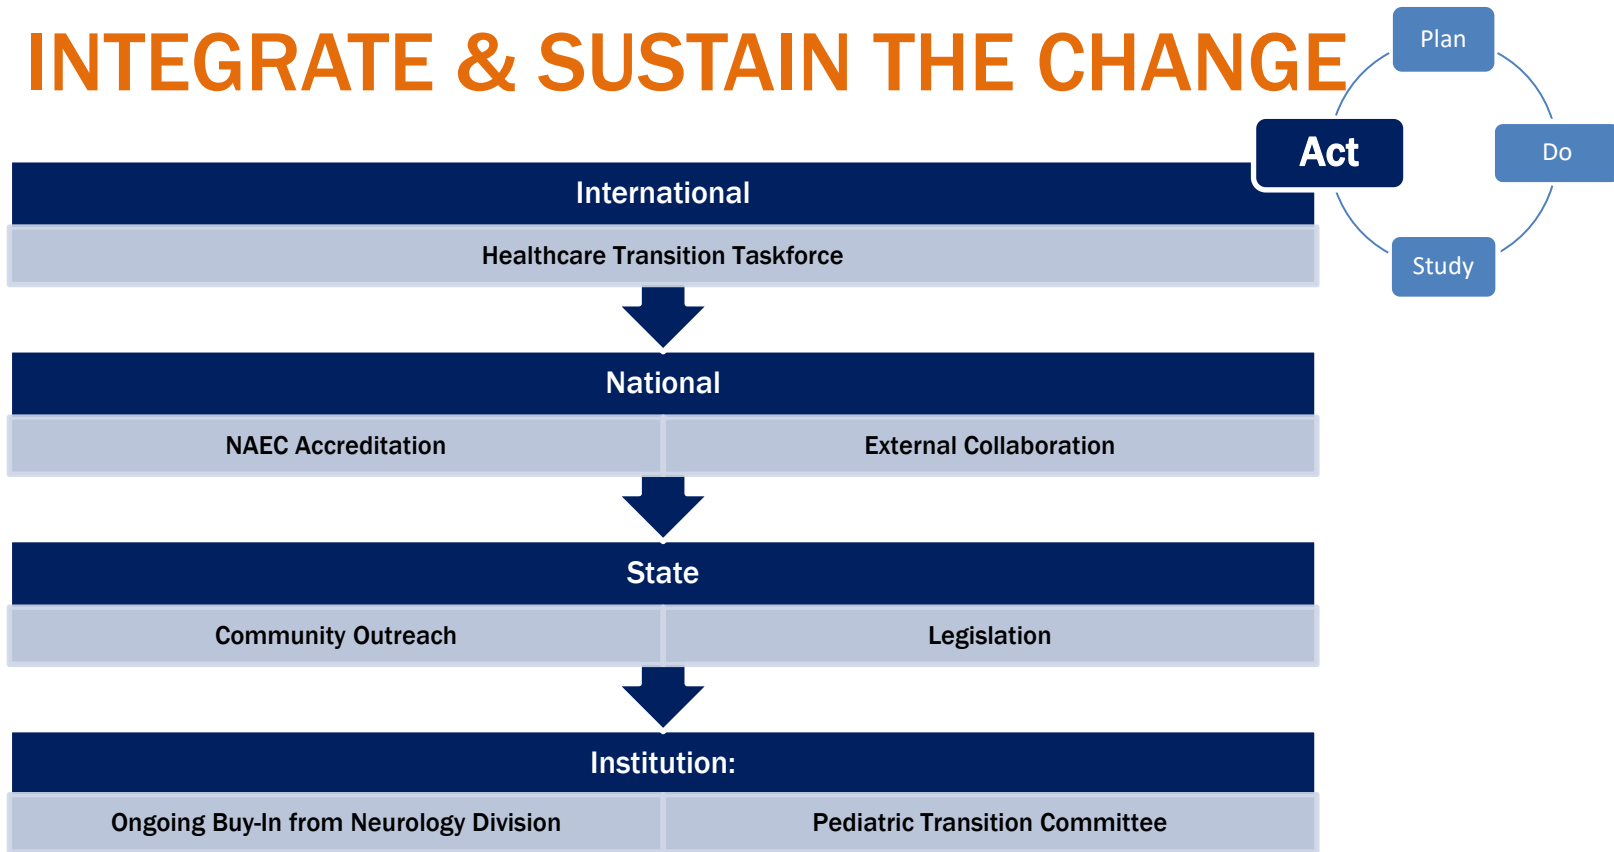 INTEGRATE & SUSTAIN THE CHANGE
Plan
Act
Do
Study
International
Healthcare Transition Taskforce
National
NAEC Accreditation
External Collaboration
State
Community Outreach
Legislation
Institution:
Ongoing Buy-In from Neurology Division
Pediatric Transition Committee